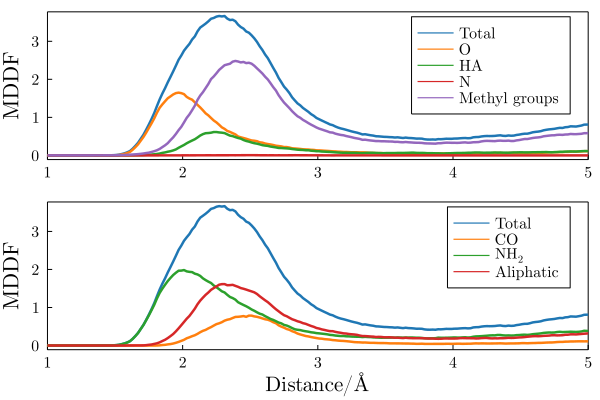 MDDF
3
2
1
0
Total
O
HA
N
Methyl groups
1 2 3 4 5
MDDF
3
2
1
0
Total
CO
NH₂
Aliphatic
1 2 3 4 5
Distance/Å